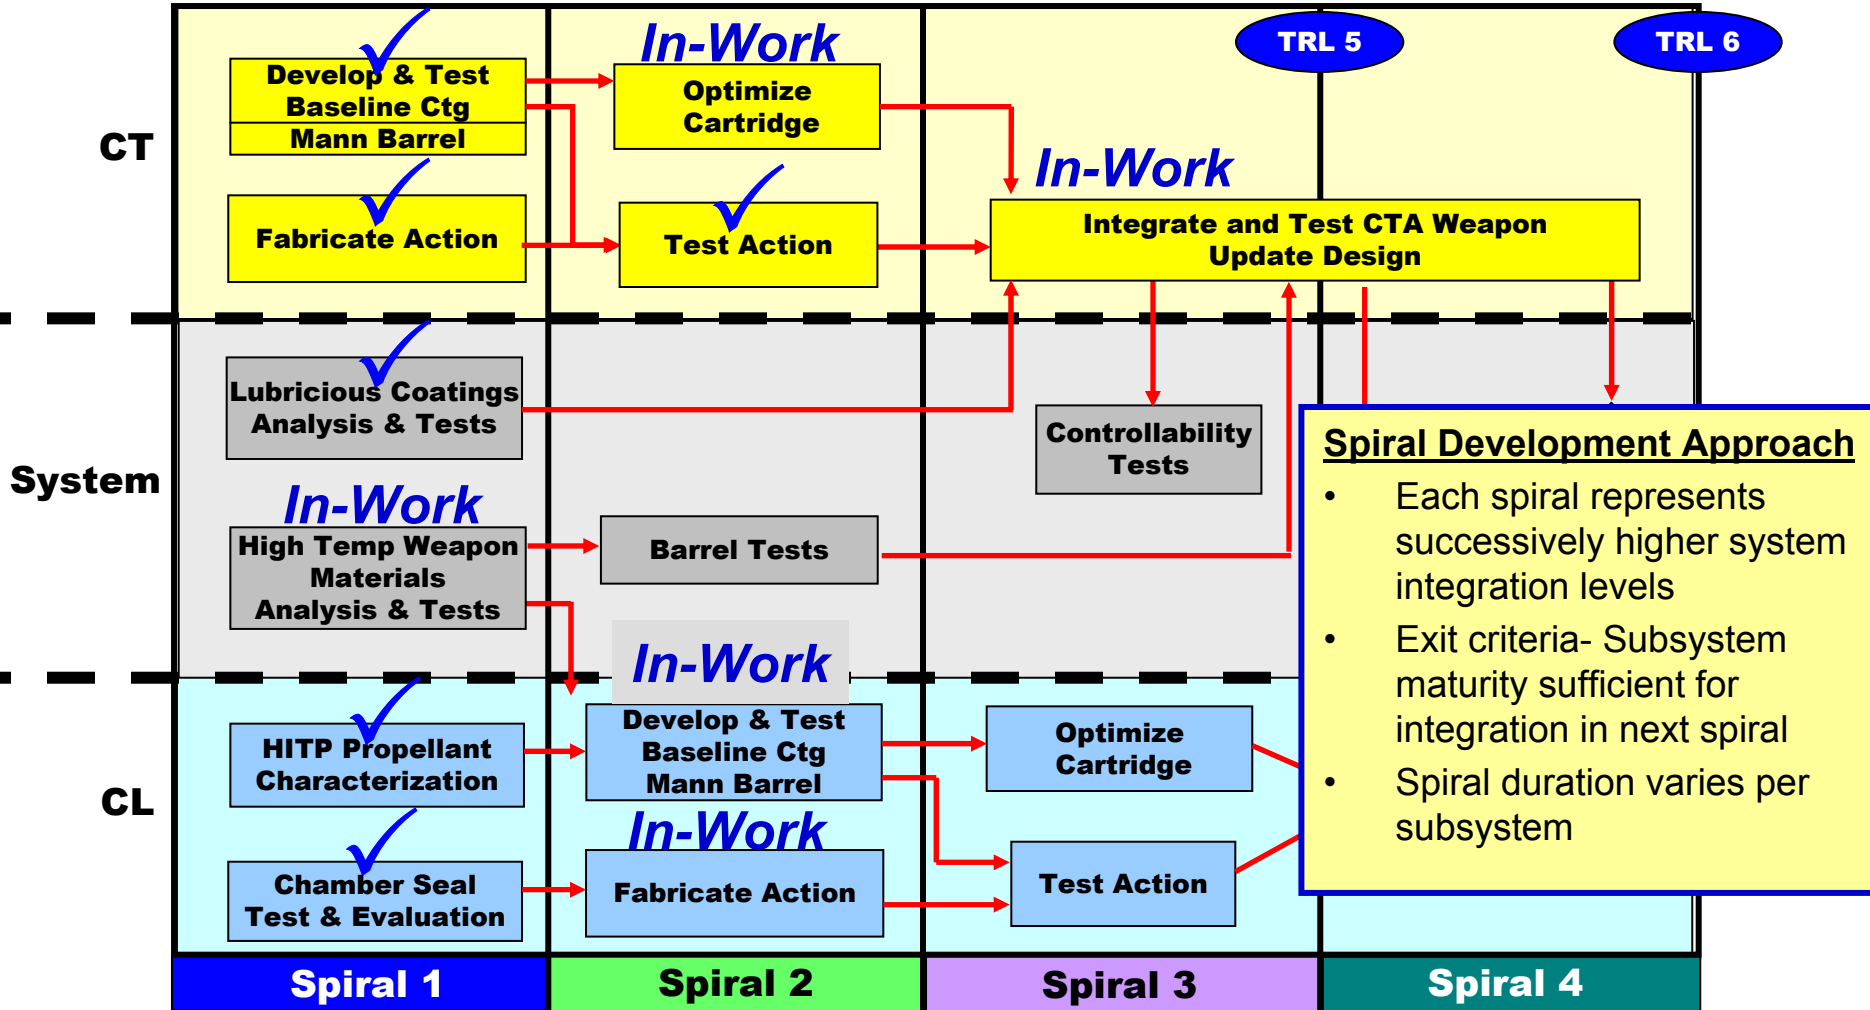 In-Work
TRL 5
TRL 6
Develop & Test
Baseline Ctg
Mann Barrel
Optimize
Cartridge
CT
In-Work
Fabricate Action
Test Action
Integrate and Test CTA Weapon
Update Design
Lubricious Coatings
Analysis & Tests
Controllability
Tests
System
In-Work
High Temp Weapon
Materials
Analysis & Tests
Barrel Tests
Spiral Development Approach
• Each spiral represents
successively higher system
integration levels
• Exit criteria- Subsystem
maturity sufficient for
integration in next spiral
• Spiral duration varies per
subsystem
In-Work
HITP Propellant
Characterization
Develop & Test
Baseline Ctg
Mann Barrel
Optimize
Cartridge
CL
In-Work
Chamber Seal
Test & Evaluation
Fabricate Action
Test Action
Spiral 1
Spiral 2
Spiral 3
Spiral 4